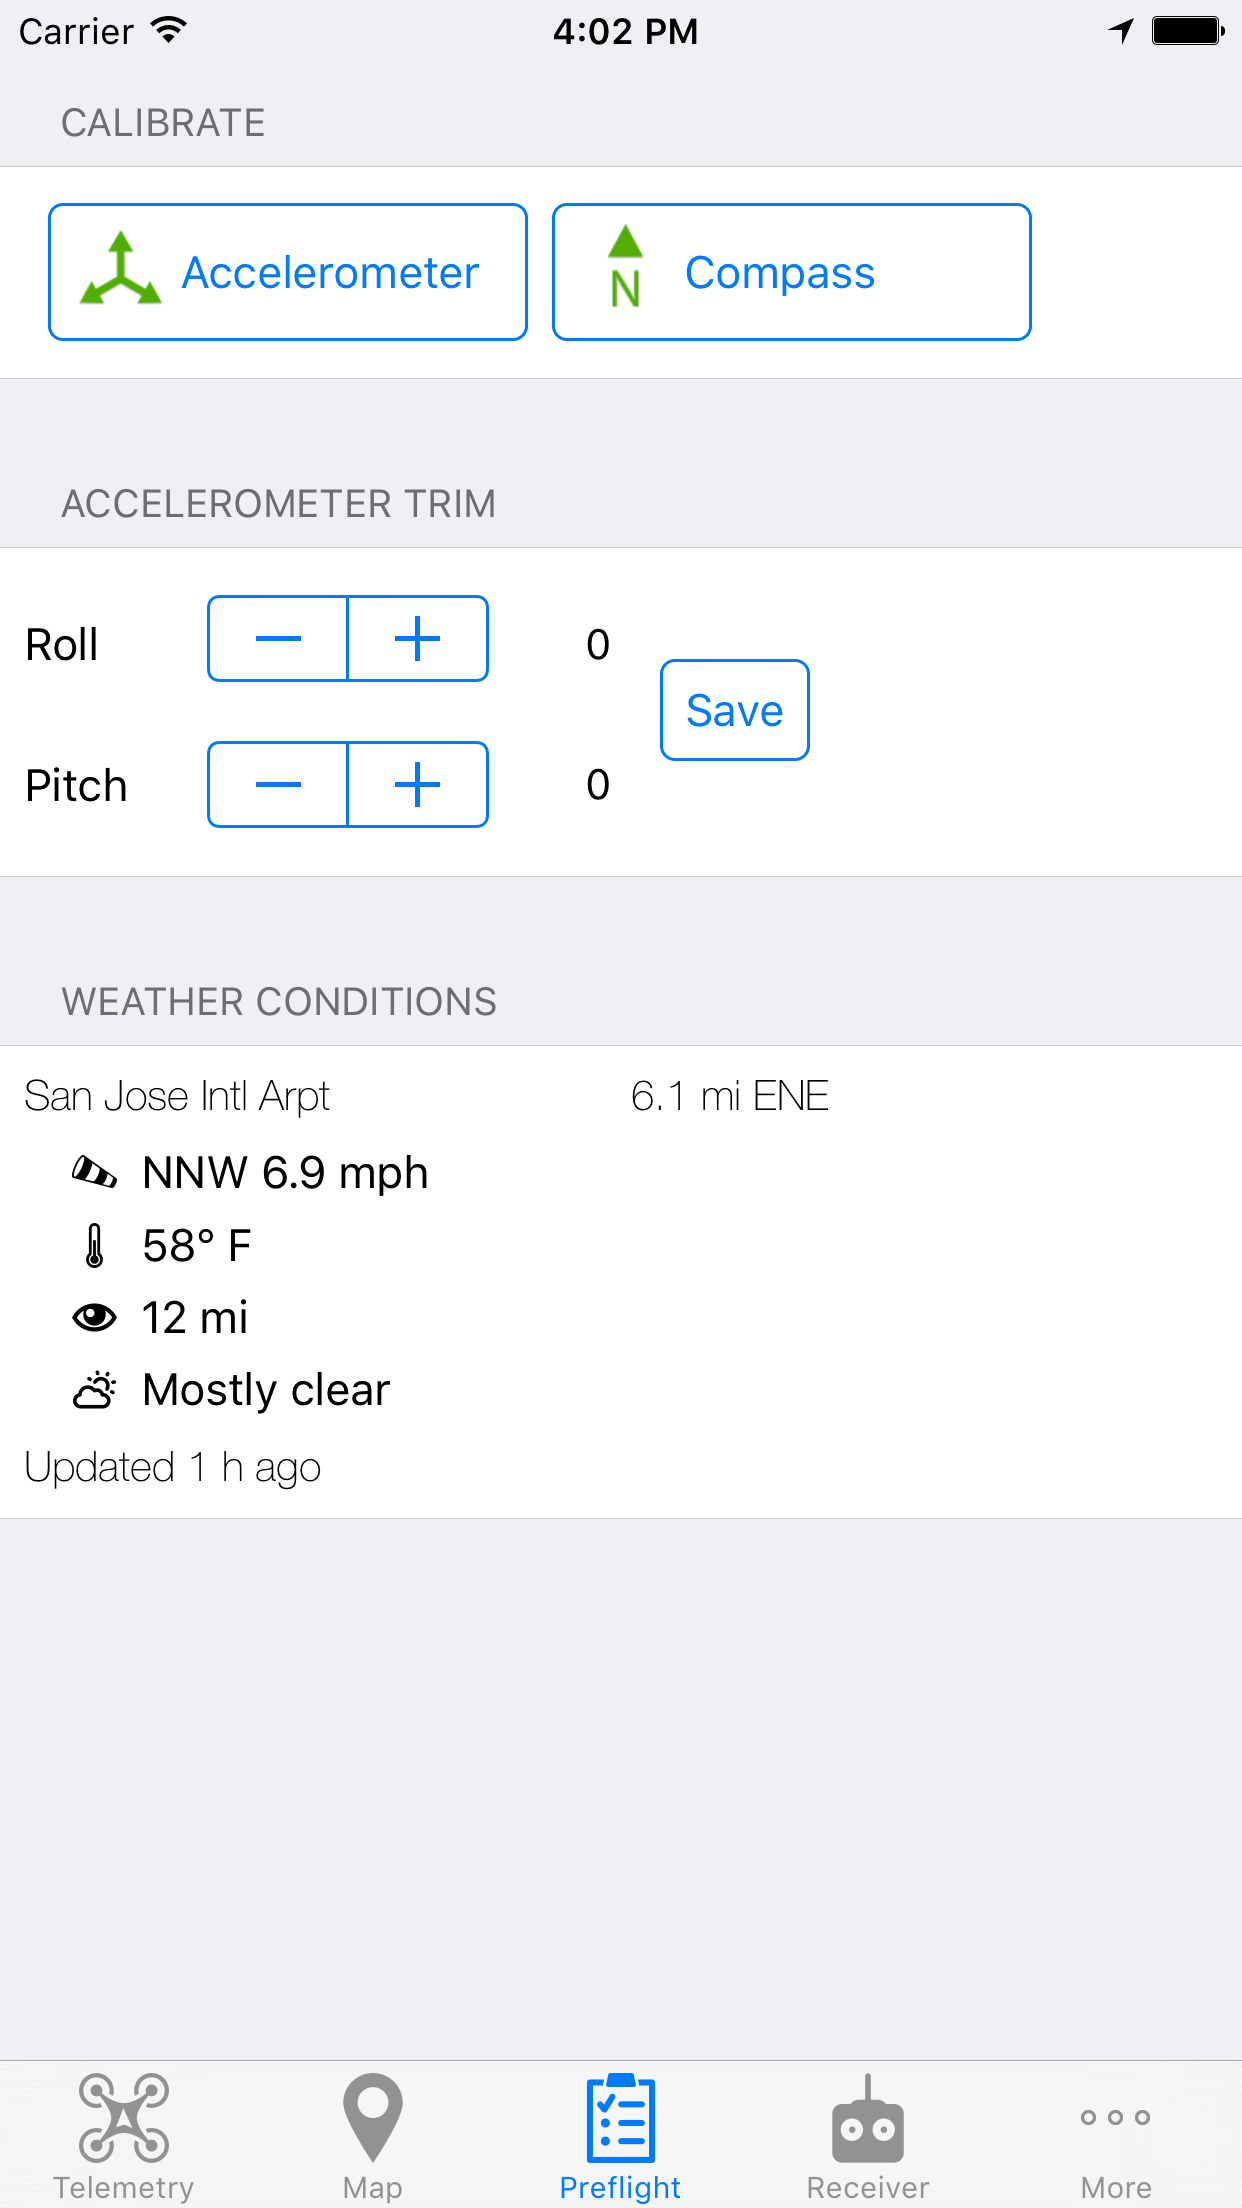 Carrier 4:02 PM
CALIBRATE
Accelerometer
N Compass
ACCELEROMETER TRIM
Roll 0
Save
Pitch 0
WEATHER CONDITIONS
San Jose Intl Arpt 6.1 mi ENE
NNW 6.9 mph
58° F
12 mi
Mostly clear
Updated 1 h ago
Telemetry Map Preflight Receiver More